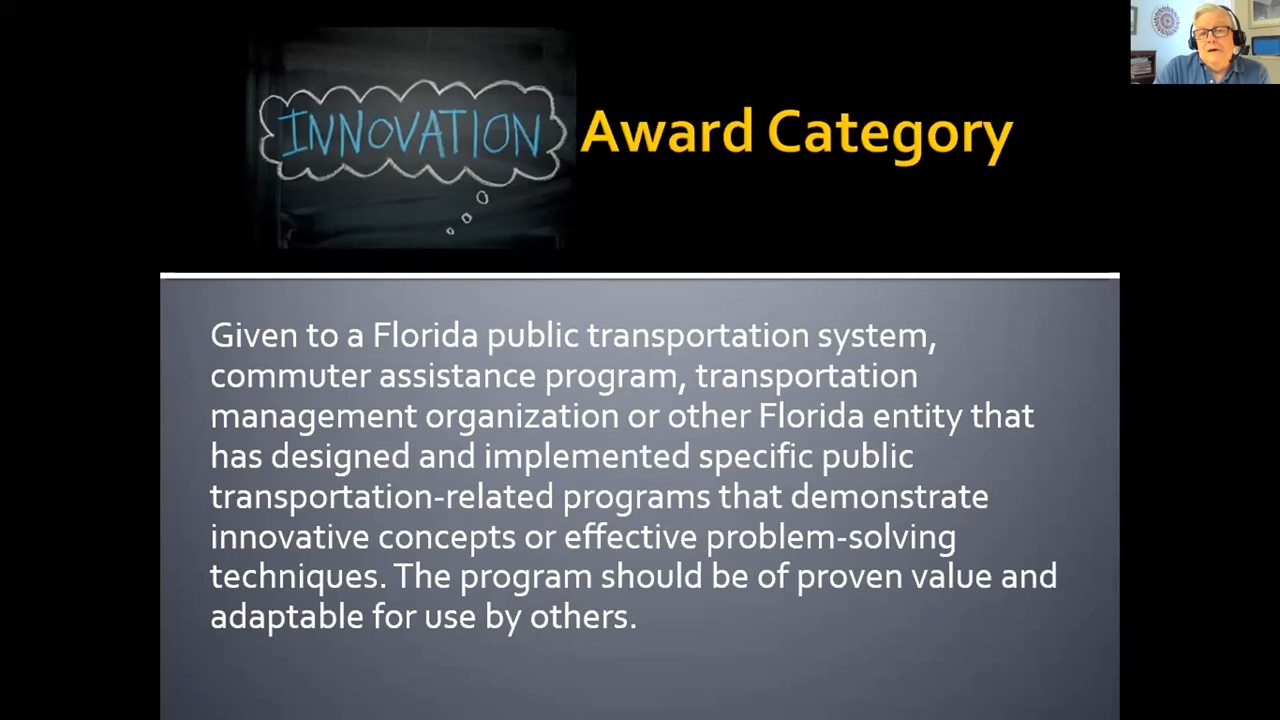 INNOVATION
Award Category
Given to a Florida public transportation system,
commuter assistance program, transportation
management organization or other Florida entity that
has designed and implemented specific public
transportation-related programs that demonstrate
innovative concepts or effective problem-solving
techniques. The program should be of proven value and
adaptable for use by others.